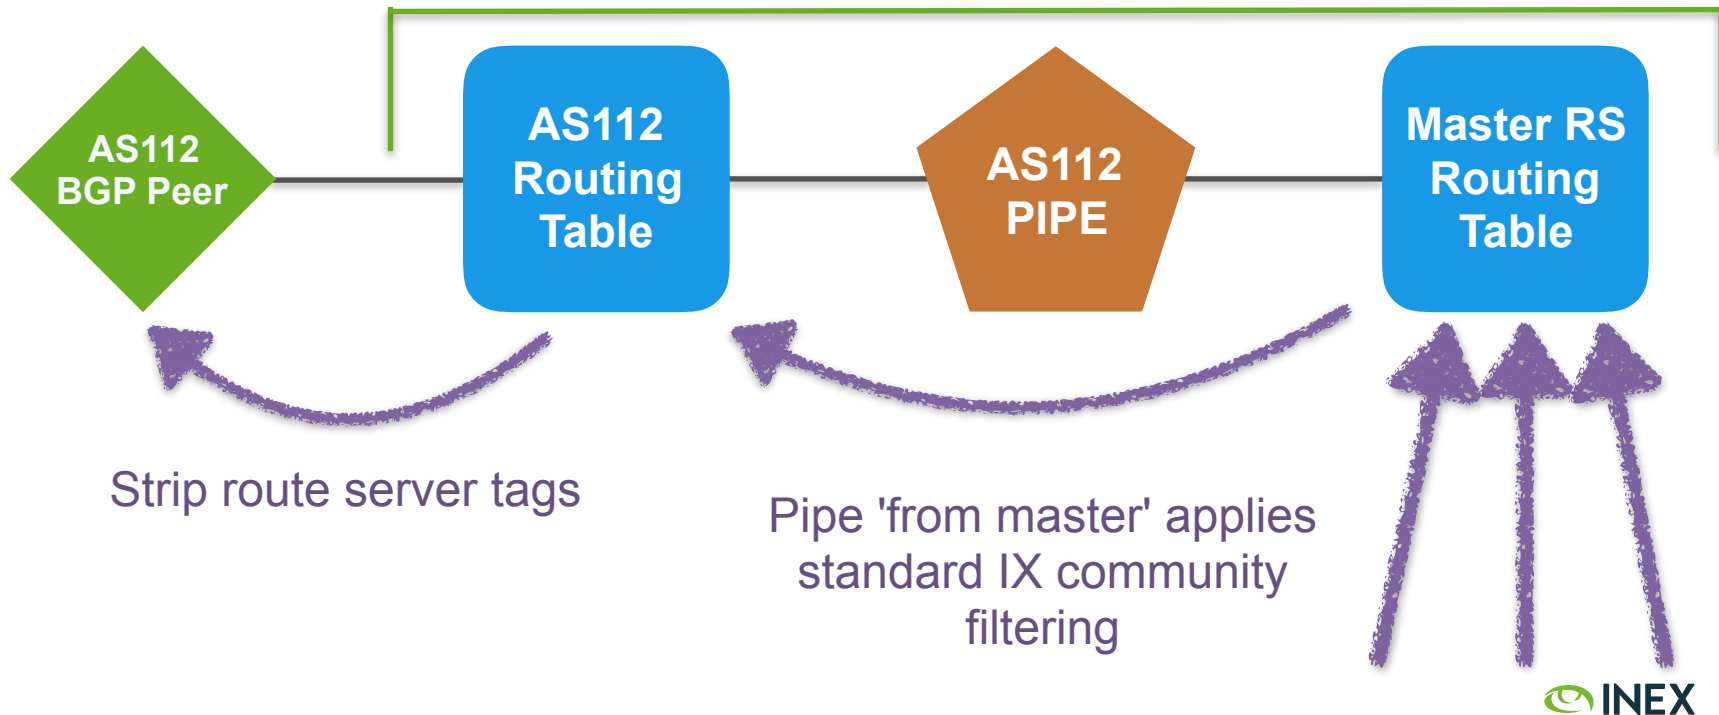 AS112
BGP Peer
AS112
Routing
Table
AS112
PIPE
Master RS
Routing
Table
Strip route server tags
Pipe 'from master' applies
standard IX community
filtering
INEX